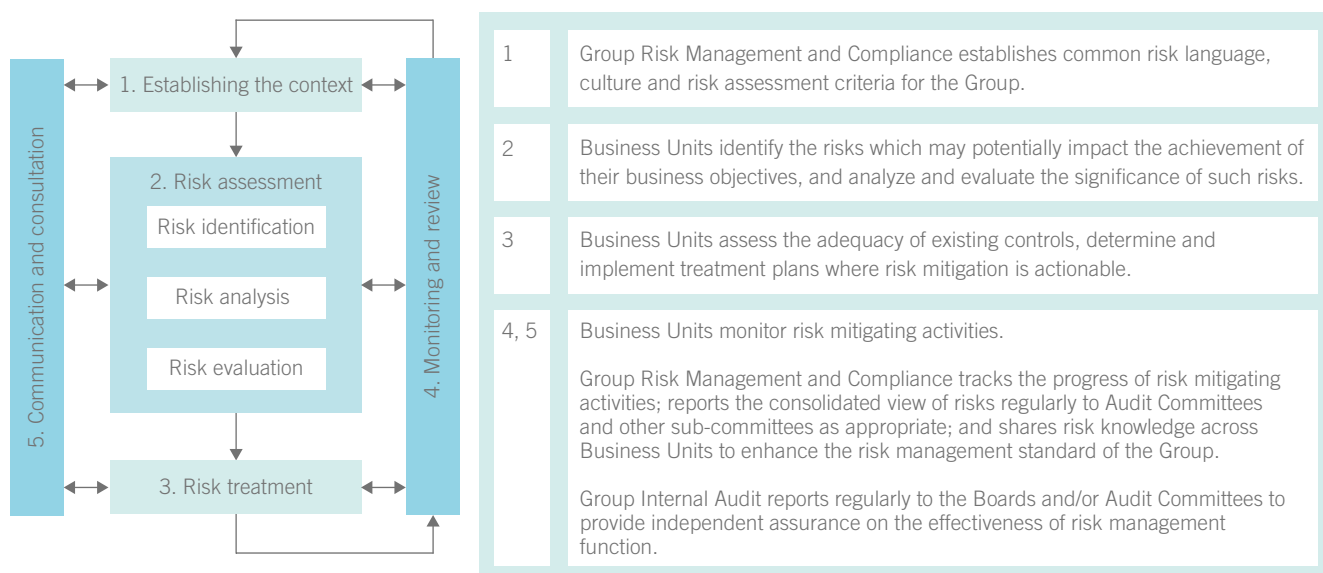 5. Communication and consultation
1. Establishing the context
2. Risk assessment
Risk identification
Risk analysis
Risk evaluation
3. Risk treatment
4. Monitoring and review
1
Group Risk Management and Compliance establishes common risk language,
culture and risk assessment criteria for the Group.
2
Business Units identify the risks which may potentially impact the achievement of
their business objectives, and analyze and evaluate the significance of such risks.
3
Business Units assess the adequacy of existing controls, determine and
implement treatment plans where risk mitigation is actionable.
4, 5
Business Units monitor risk mitigating activities.
Group Risk Management and Compliance tracks the progress of risk mitigating
activities; reports the consolidated view of risks regularly to Audit Committees
and other sub-committees as appropriate; and shares risk knowledge across
Business Units to enhance the risk management standard of the Group.
Group Internal Audit reports regularly to the Boards and/or Audit Committees to
provide independent assurance on the effectiveness of risk management
function.